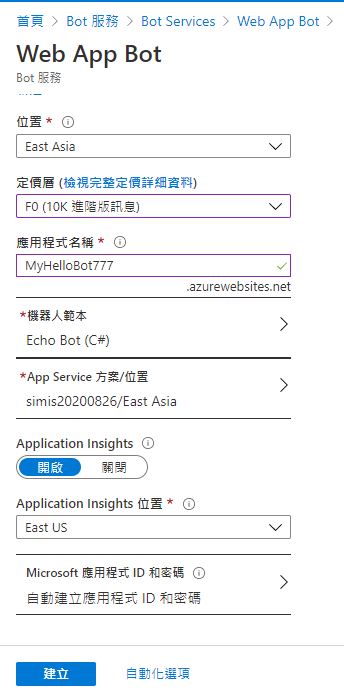 首頁 > Bot 服務 > Bot Services > Web App Bot >
Web App Bot
Bot 服務
位置 *
East Asia
定價層 (檢視完整定價詳細資料)
F0 (10K 進階版訊息)
應用程式名稱 *
MyHelloBot777
.azurewebsites.net
*機器人範本
Echo Bot (C#)
*App Service 方案/位置
simis20200826/East Asia
Application Insights
開啟 關閉
Application Insights 位置 *
East US
Microsoft 應用程式 ID 和密碼
自動建立應用程式 ID 和密碼
建立 自動化選項